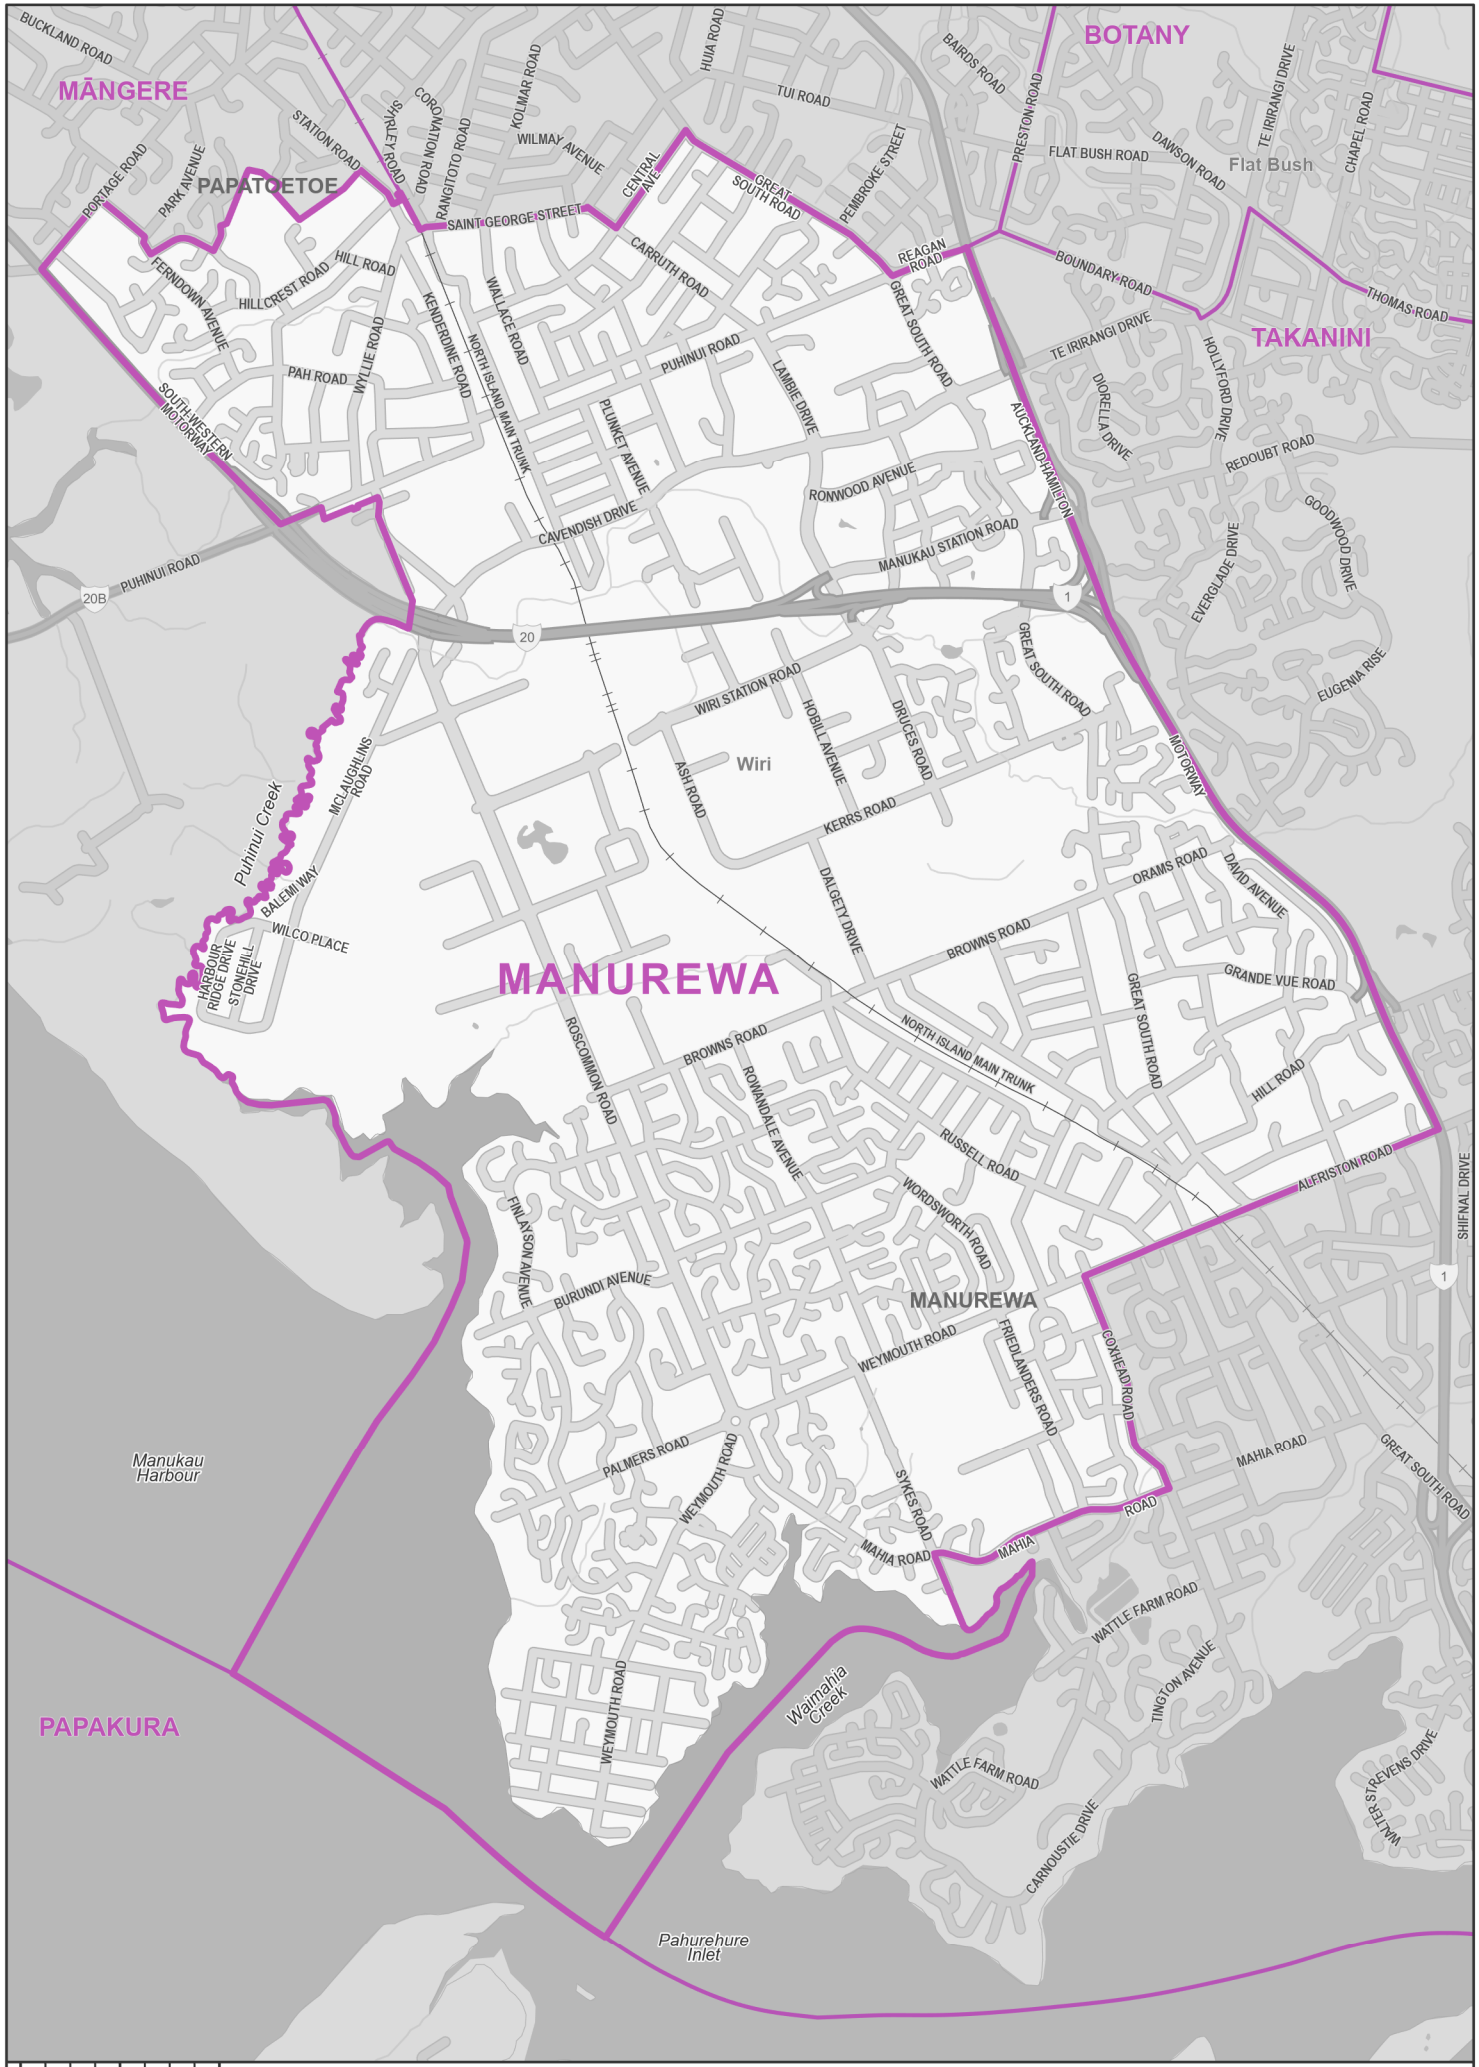 BUCKLAND ROAD
MĀNGERE
STATION ROAD
SHIRLEY ROAD
CORONATION ROAD
RANGITOTO ROAD
KOLMAR ROAD
WILMAY AVENUE
HUIA ROAD
TUI ROAD
BAIRDS ROAD
BOTANY
PRESTON ROAD
TE IRIRANGI DRIVE
CHAPEL ROAD
FLAT BUSH ROAD
DAWSON ROAD
Flat Bush
PORTAGE ROAD
PARK AVENUE
PAPATOETOE
CENTRAL
AVE
GREAT
SOUTH ROAD
PEMBROKE STREET
SAINT GEORGE STREET
REAGAN
ROAD
BOUNDARY ROAD
THOMAS ROAD
TAKANINI
FERNDOWN AVENUE
HILLCREST ROAD
HILL ROAD
CARRUTH ROAD
WALLACE ROAD
KENDERDINE ROAD
NORTH ISLAND MAIN TRUNK
WYLLIE ROAD
PAH ROAD
PUHINUI ROAD
GREAT SOUTH ROAD
TE IRIRANGI DRIVE
HOLLYFORD DRIVE
DIORELLA DRIVE
LAMBIE DRIVE
PLUNKET AVENUE
SOUTH-WESTERN
MOTORWAY
AUCKLAND-HAMILTON
REDOUBT ROAD
RONWOOD AVENUE
CAVENDISH DRIVE
MANUKAU STATION ROAD
GOODWOOD DRIVE
EVERGLADE DRIVE
PUHINUI ROAD
20B
20
1
GREAT SOUTH ROAD
EUGENIA RISE
WIRI STATION ROAD
HOBILL AVENUE
DRUCES ROAD
MOTORWAY
Wiri
ASH ROAD
KERRS ROAD
MCLAUGHLINS
ROAD
Puhinui Creek
BALEMI WAY
WILCO PLACE
HARBOUR
RIDGE DRIVE
STONEHILL
DRIVE
ORAMS ROAD
DAVID AVENUE
DALGETY DRIVE
BROWNS ROAD
GRANDE VUE ROAD
MANUREWA
GREAT SOUTH ROAD
ROSCOMMON ROAD
BROWNS ROAD
NORTH ISLAND MAIN TRUNK
HILL ROAD
ROWANDALE AVENUE
RUSSELL ROAD
ALFRISTON ROAD
SHIFNAL DRIVE
WORDSWORTH ROAD
FINLAYSON AVENUE
BURUNDI AVENUE
1
MANUREWA
WEYMOUTH ROAD
FRIEDLANDERS ROAD
COXHEAD ROAD
PALMERS ROAD
WEYMOUTH ROAD
SYKES ROAD
MAHIA ROAD
GREAT SOUTH ROAD
Manukau
Harbour
MAHIA ROAD
MAHIA
ROAD
WATTLE FARM ROAD
TINGTON AVENUE
WEYMOUTH ROAD
Waimahia
Creek
PAPAKURA
WATTLE FARM ROAD
CARNOUSTIE DRIVE
WALTER STREVENS DRIVE
Pahurehure
Inlet